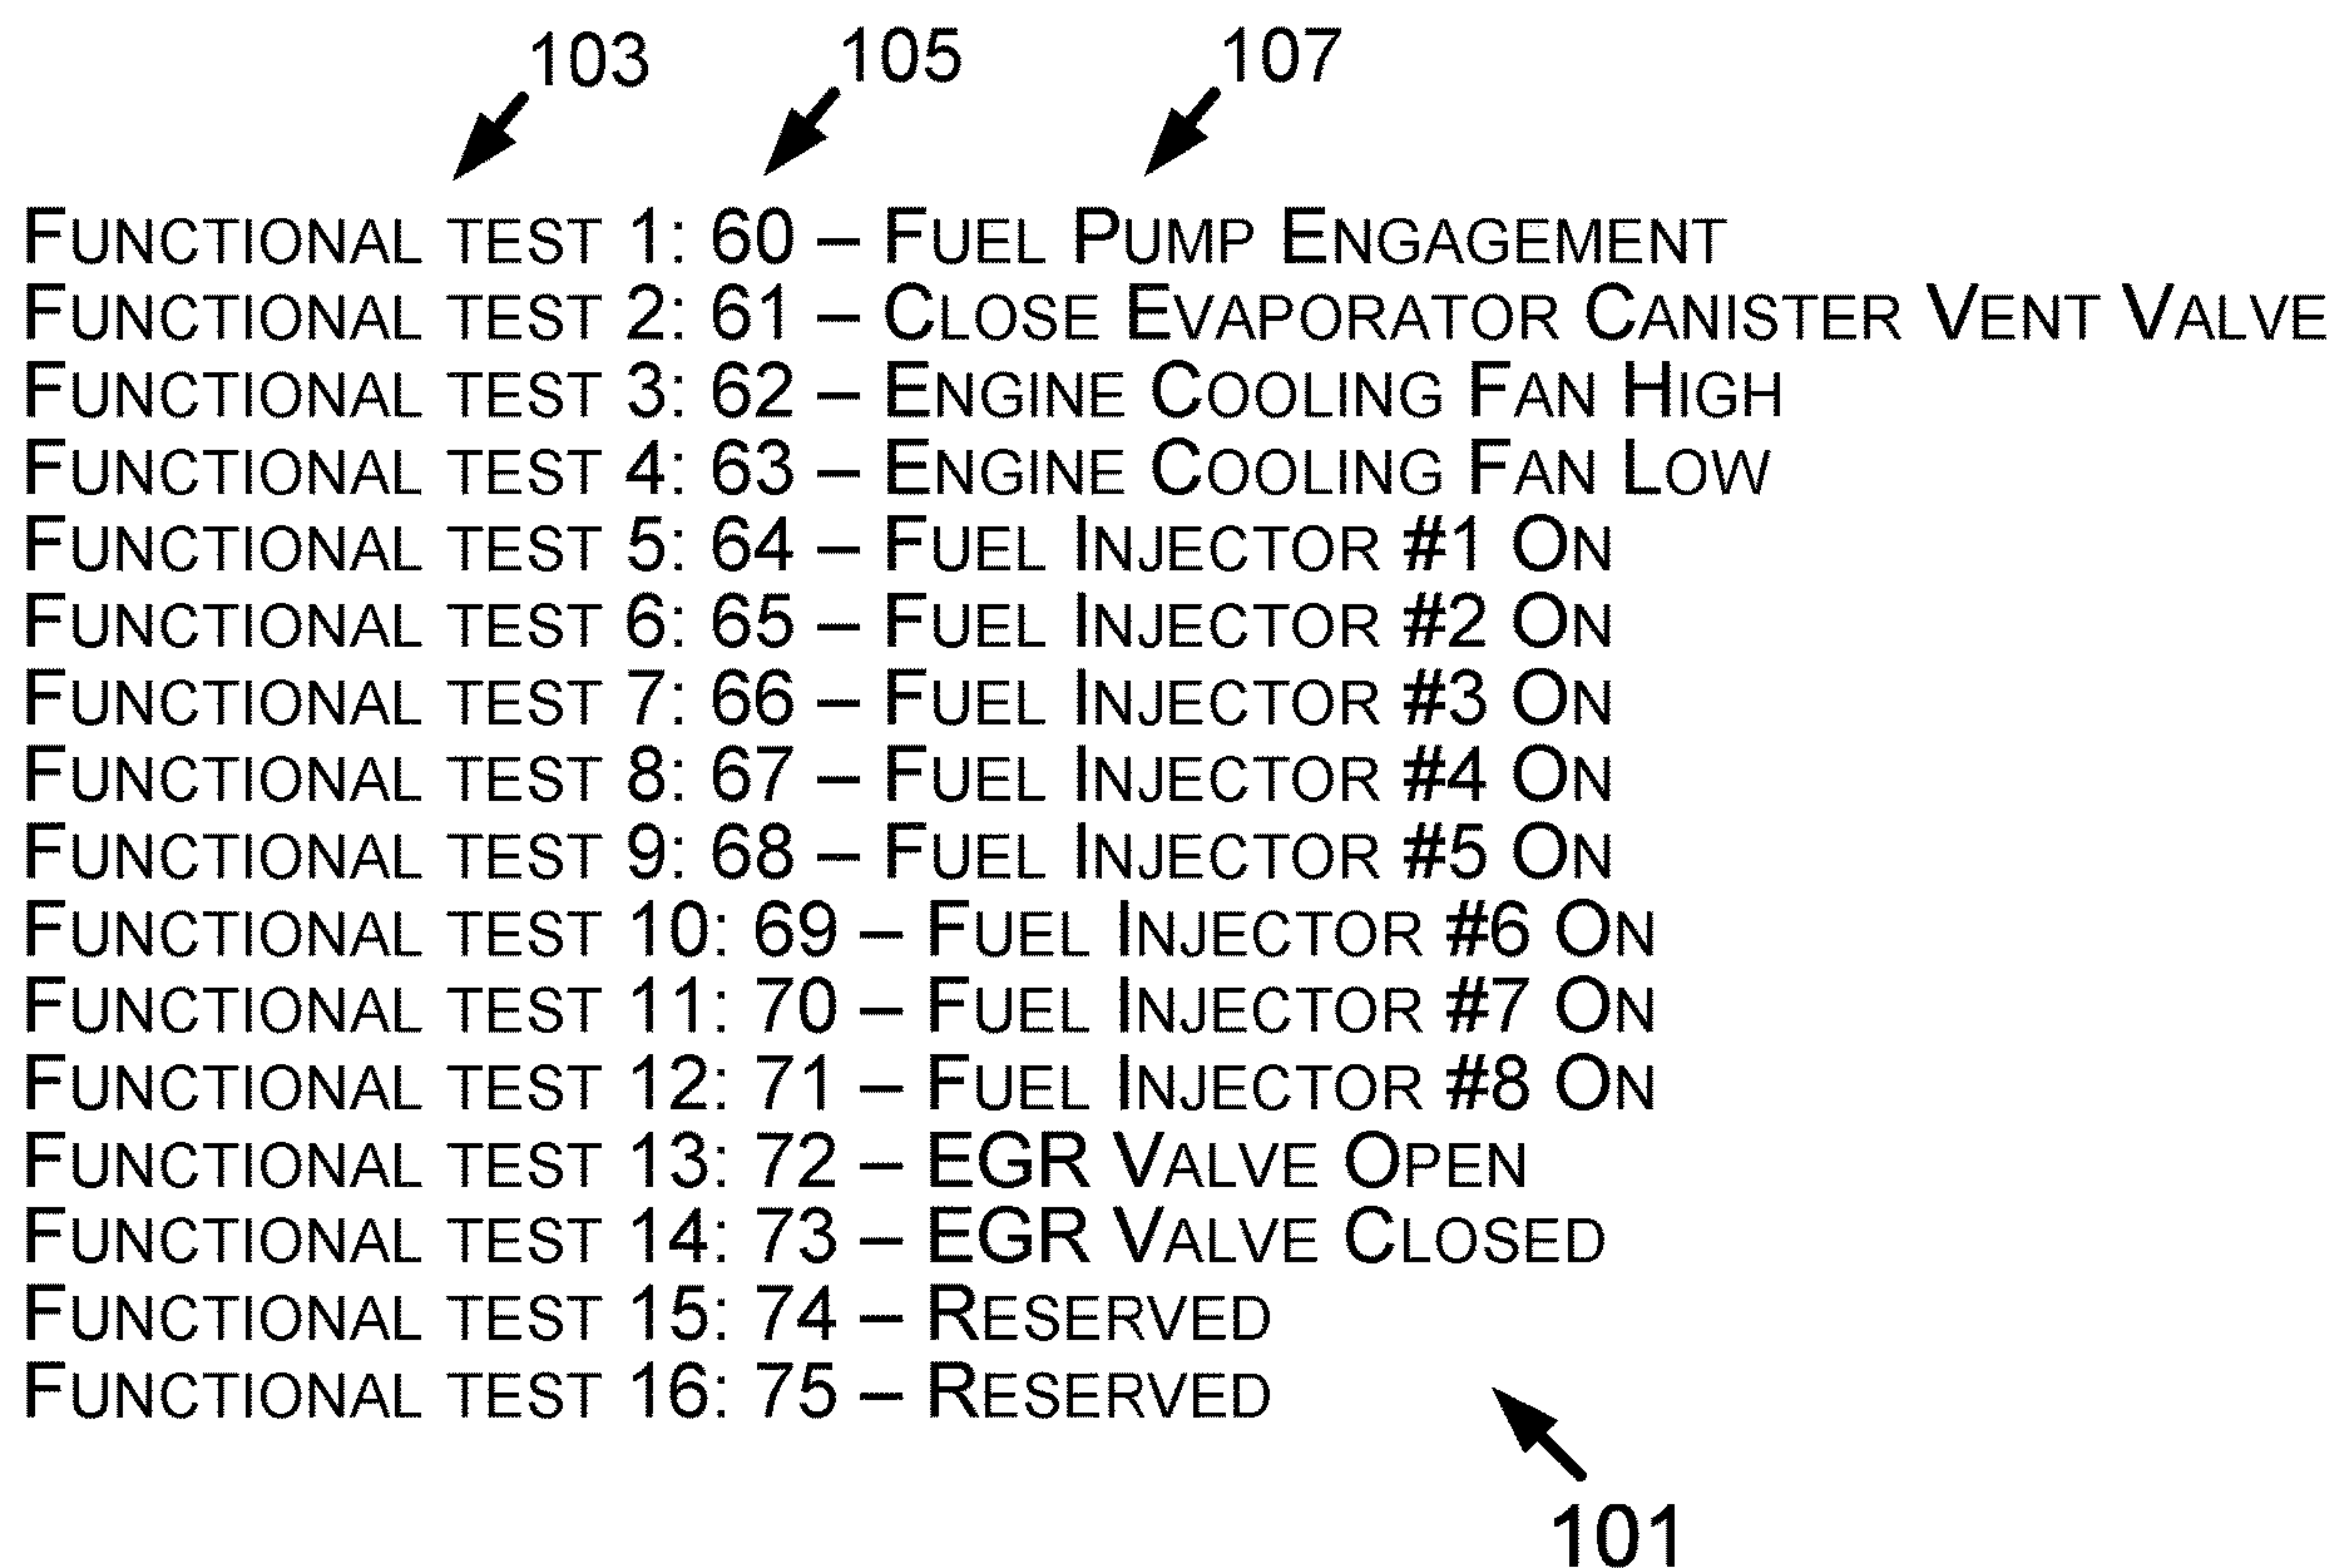 103 105 107
FUNCTIONAL TEST 1: 60 – FUEL PUMP ENGAGEMENT
FUNCTIONAL TEST 2: 61 – CLOSE EVAPORATOR CANISTER VENT VALVE
FUNCTIONAL TEST 3: 62 – ENGINE COOLING FAN HIGH
FUNCTIONAL TEST 4: 63 – ENGINE COOLING FAN LOW
FUNCTIONAL TEST 5: 64 – FUEL INJECTOR #1 ON
FUNCTIONAL TEST 6: 65 – FUEL INJECTOR #2 ON
FUNCTIONAL TEST 7: 66 – FUEL INJECTOR #3 ON
FUNCTIONAL TEST 8: 67 – FUEL INJECTOR #4 ON
FUNCTIONAL TEST 9: 68 – FUEL INJECTOR #5 ON
FUNCTIONAL TEST 10: 69 – FUEL INJECTOR #6 ON
FUNCTIONAL TEST 11: 70 – FUEL INJECTOR #7 ON
FUNCTIONAL TEST 12: 71 – FUEL INJECTOR #8 ON
FUNCTIONAL TEST 13: 72 – EGR VALVE OPEN
FUNCTIONAL TEST 14: 73 – EGR VALVE CLOSED
FUNCTIONAL TEST 15: 74 – RESERVED
FUNCTIONAL TEST 16: 75 – RESERVED
101